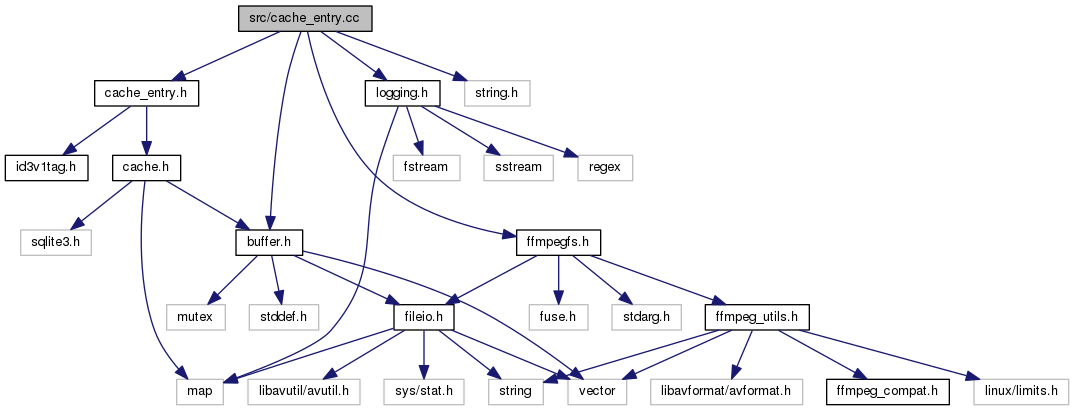 src/cache_entry.cc
cache_entry.h
logging.h
string.h
id3v1tag.h
cache.h
fstream
sstream
regex
sqlite3.h
buffer.h
ffmpegfs.h
mutex
stddef.h
fileio.h
fuse.h
stdarg.h
ffmpeg_utils.h
map
libavutil/avutil.h
sys/stat.h
string
vector
libavformat/avformat.h
ffmpeg_compat.h
linux/limits.h